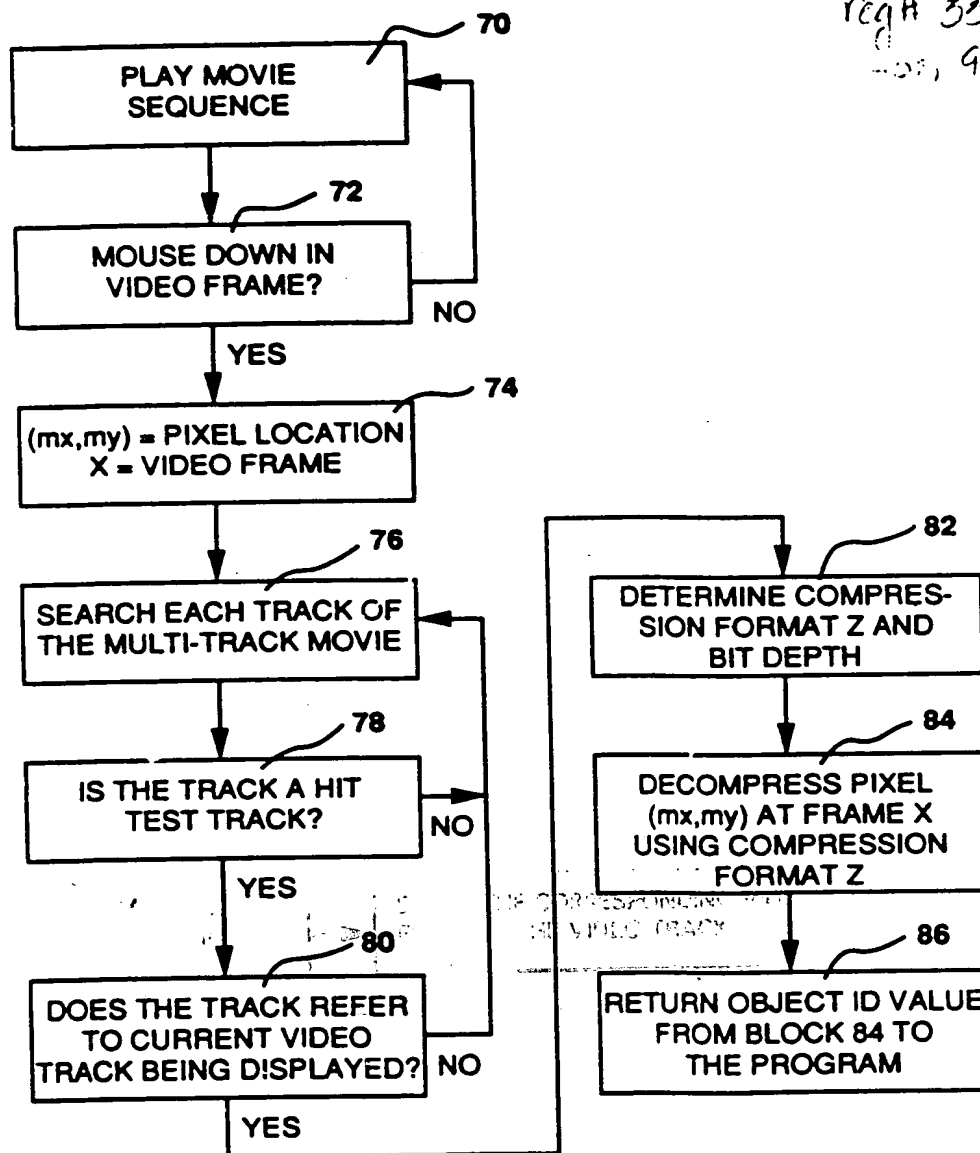 70
PLAY MOVIE
SEQUENCE
72
MOUSE DOWN IN
VIDEO FRAME?
NO
YES
74
(mx,my) = PIXEL LOCATION
X = VIDEO FRAME
76
SEARCH EACH TRACK OF
THE MULTI-TRACK MOVIE
78
IS THE TRACK A HIT
TEST TRACK?
NO
YES
80
DOES THE TRACK REFER
TO CURRENT VIDEO
TRACK BEING DISPLAYED?
NO
YES
82
DETERMINE COMPRES-
SION FORMAT Z AND
BIT DEPTH
84
DECOMPRESS PIXEL
(mx,my) AT FRAME X
USING COMPRESSION
FORMAT Z
86
RETURN OBJECT ID VALUE
FROM BLOCK 84 TO
THE PROGRAM